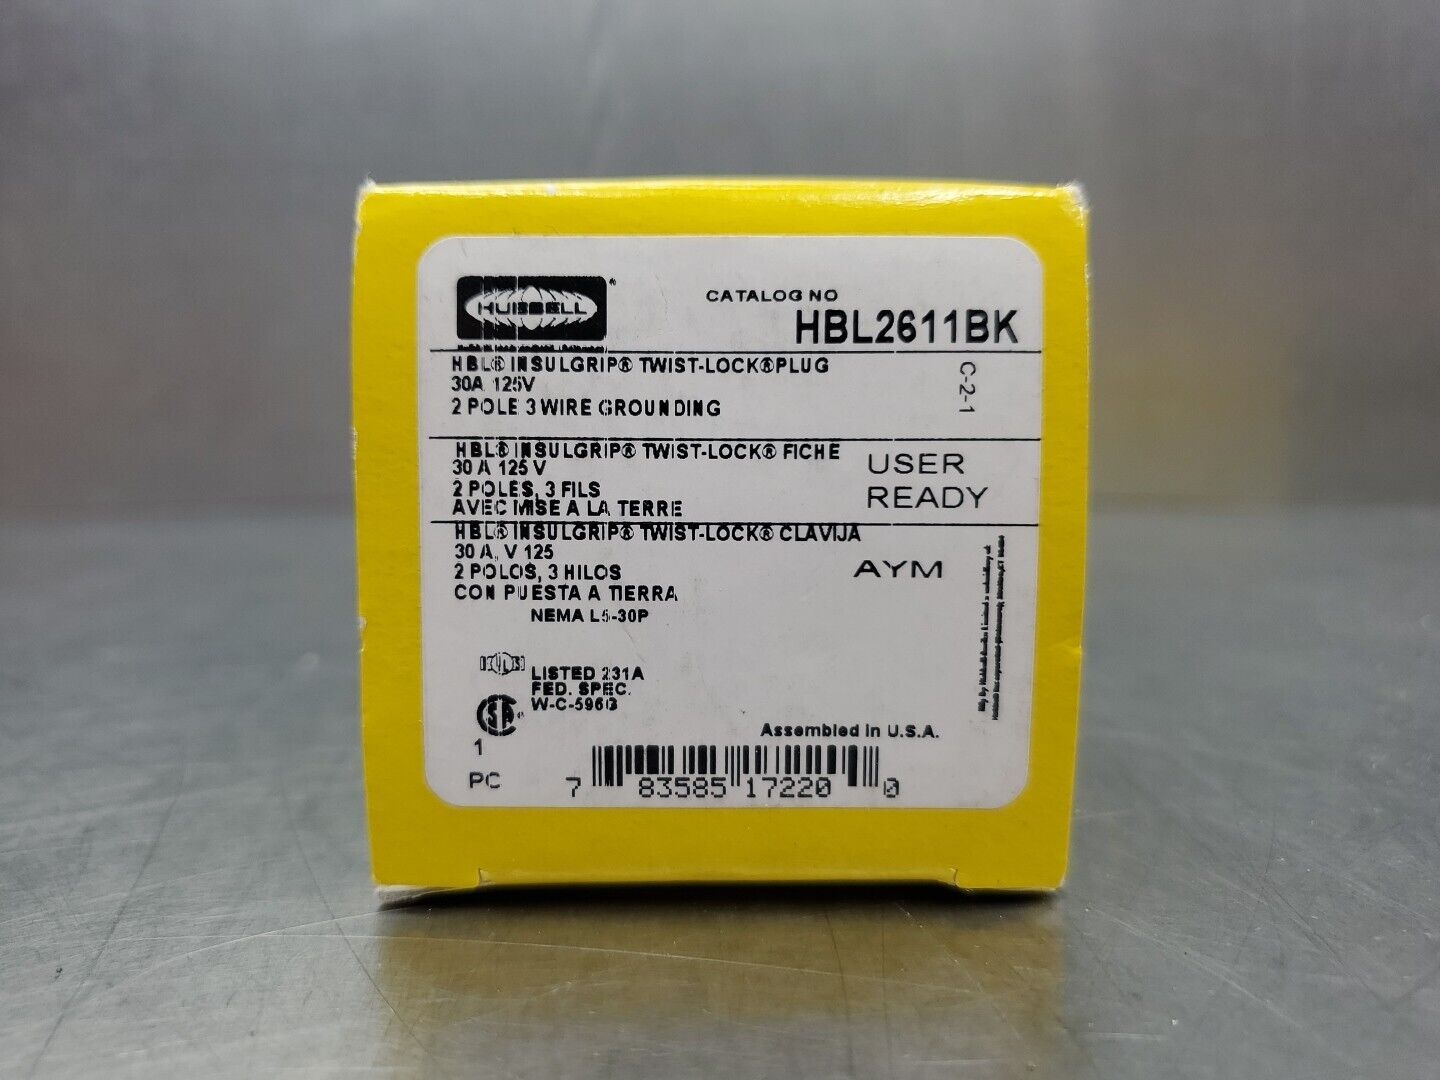 HUBBELL
CATALOG NO
HBL2611BK
HBL® INSULGRIP® TWIST-LOCK®PLUG
30A 125V
2 POLE 3 WIRE GROUNDING
C-2-1
HBL® INSULGRIP® TWIST-LOCK® FICHE
30 A 125 V
2 POLES, 3 FILS
AVEC MISE A LA TERRE
USER
READY
HBL® INSULGRIP® TWIST-LOCK® CLAVIJA
30 A, V 125
2 POLOS, 3 HILOS
CON PUESTA A TIERRA
NEMA L5-30P
AYM
LISTED 231A
FED. SPEC.
W-C-596G
Assembled in U.S.A.
1
PC
7 83585 17220 0